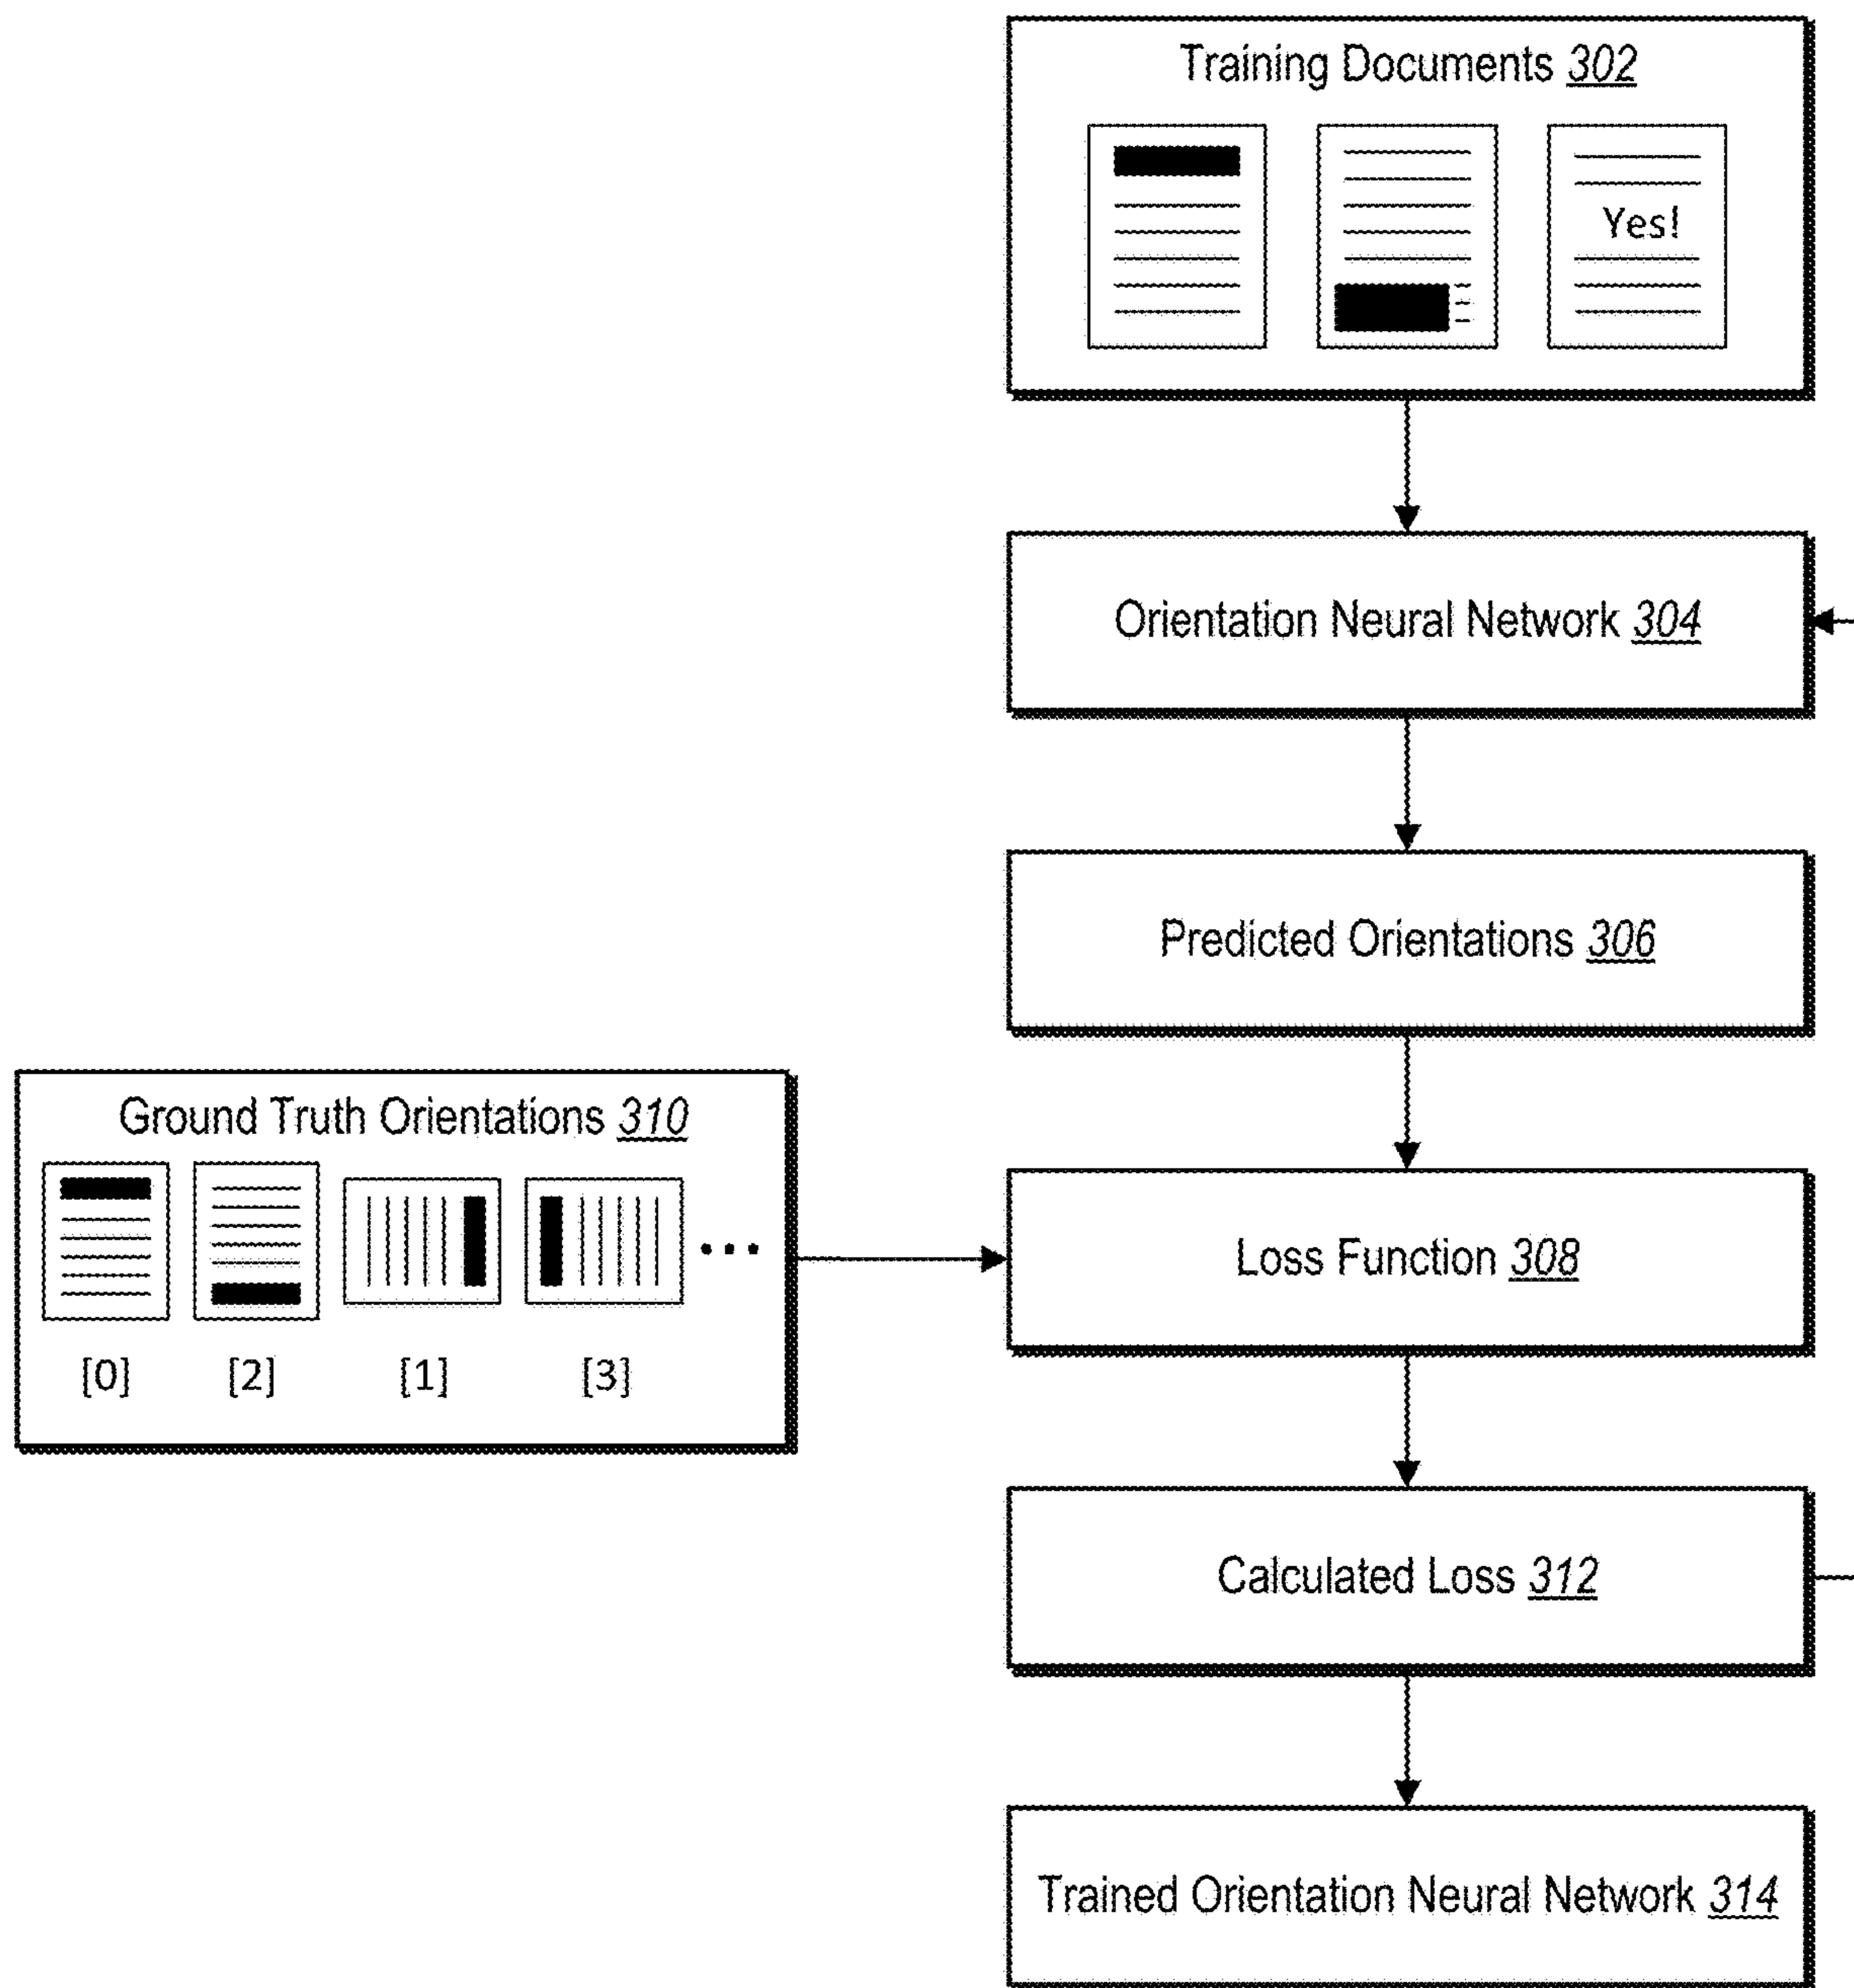 Training Documents 302
Yes!
Orientation Neural Network 304
Predicted Orientations 306
Ground Truth Orientations 310
[0] [2] [1] [3]
Loss Function 308
Calculated Loss 312
Trained Orientation Neural Network 314